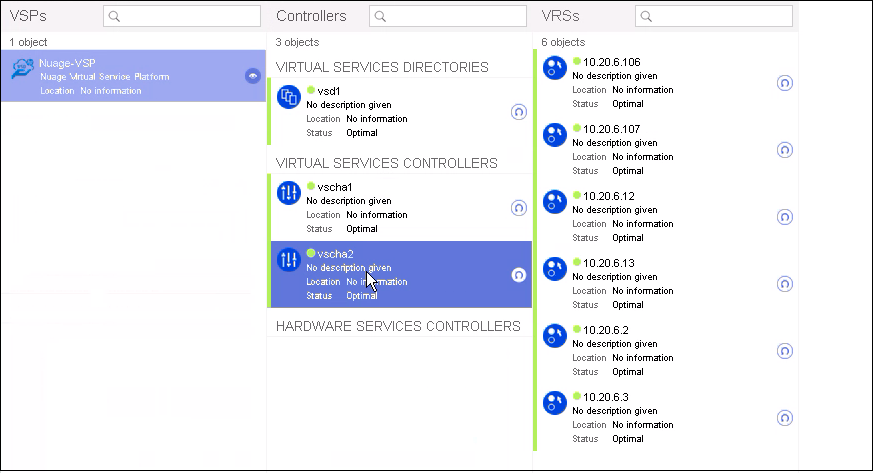 VSPs
1 object
Nuage-VSP
Nuage Virtual Service Platform
Location No information
Controllers
3 objects
VIRTUAL SERVICES DIRECTORIES
vsd1
No description given
Location No information
Status Optimal
VIRTUAL SERVICES CONTROLLERS
vscha1
No description given
Location No information
Status Optimal
vscha2
No description given
Location No information
Status Optimal
HARDWARE SERVICES CONTROLLERS
VRSs
6 objects
10.20.6.106
No description given
Location No information
Status Optimal
10.20.6.107
No description given
Location No information
Status Optimal
10.20.6.12
No description given
Location No information
Status Optimal
10.20.6.13
No description given
Location No information
Status Optimal
10.20.6.2
No description given
Location No information
Status Optimal
10.20.6.3
No description given
Location No information
Status Optimal